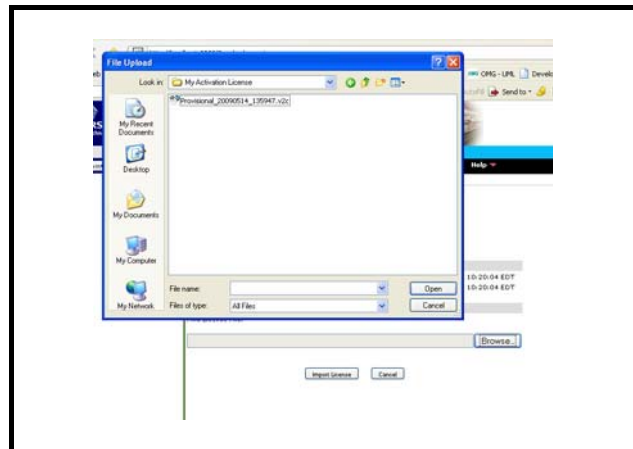 File Upload
OMG - UML Develo
Look in: My Activation License
Send to
Provisional_20090514_135947.v2c
My Recent
Documents
Desktop
Help
My Documents
My Computer
File name: Open
10:20:04 EDT
My Network Files of type: All Files Cancel
10:20:04 EDT
Browse...
Import License Cancel